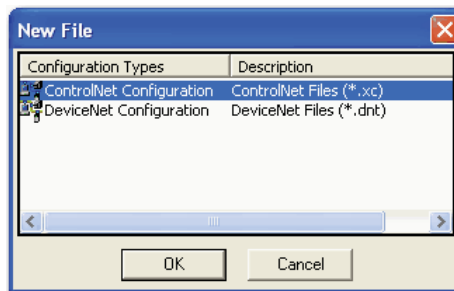 New File
Configuration Types Description
ControlNet Configuration ControlNet Files (*.xc)
DeviceNet Configuration DeviceNet Files (*.dnt)
OK Cancel